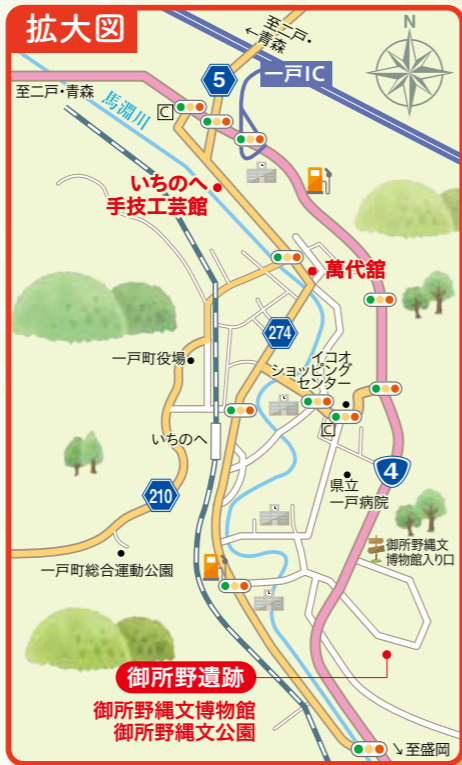 拡大図
N
至二戸・
←青森
5
一戸IC
至二戸・青森
C
馬淵川
いちのへ
手技工芸館
萬代舘
274
イコオ
ショッピング
センター
一戸町役場
C
いちのへ
4
県立
一戸病院
210
御所野縄文
博物館入り口
一戸町総合運動公園
御所野遺跡
御所野縄文博物館
御所野縄文公園
↘至盛岡